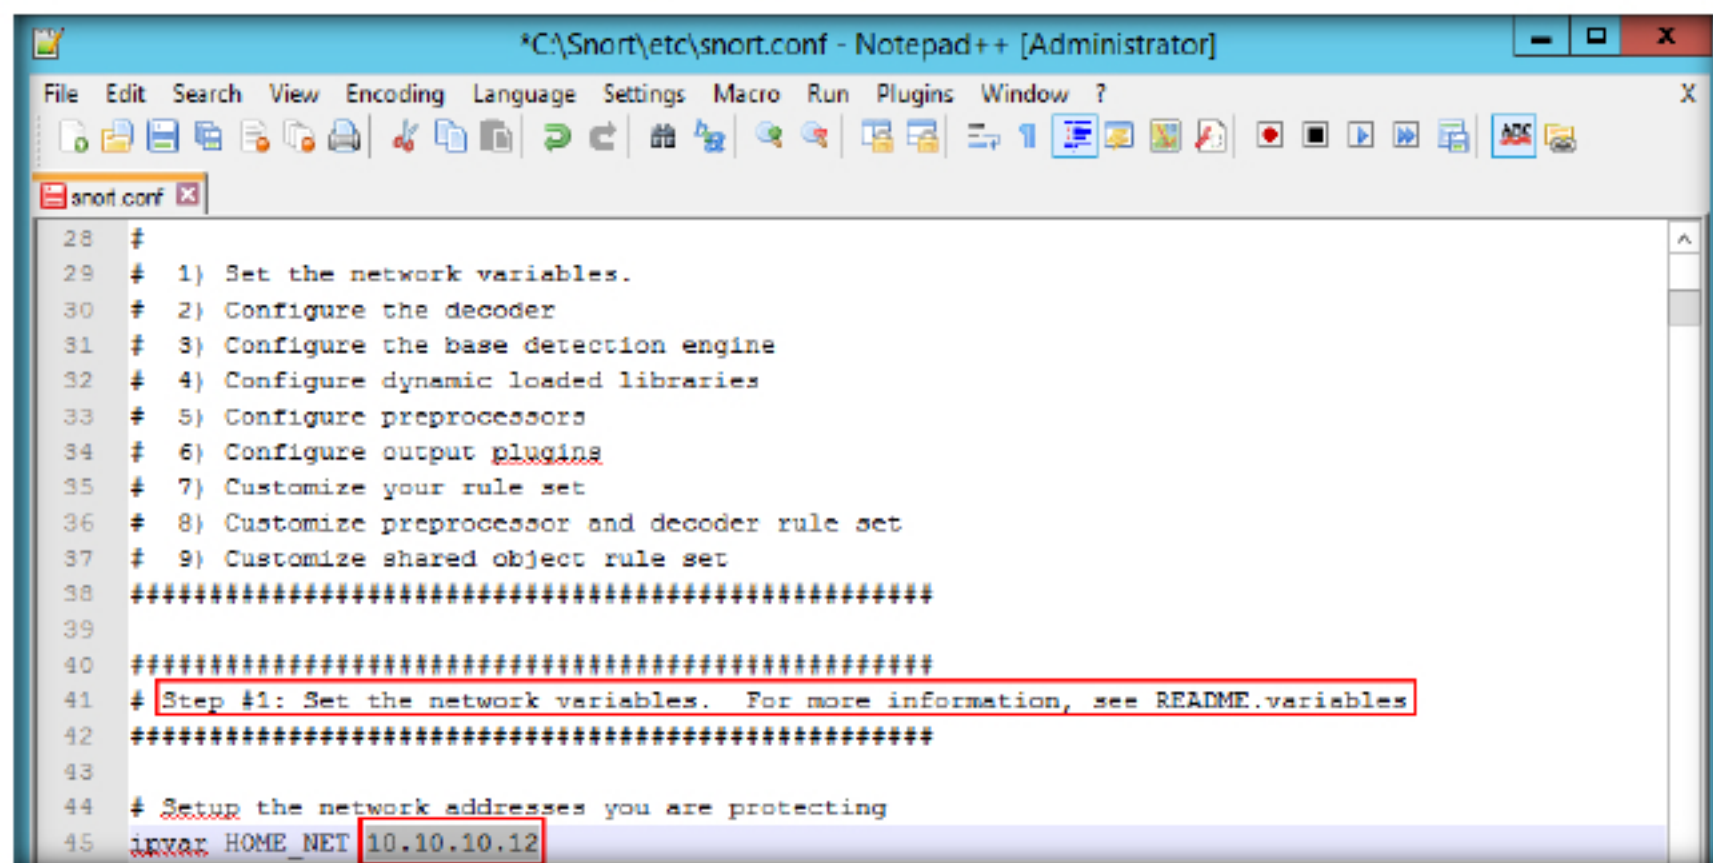 *C:\Snort\etc\snort.conf - Notepad++ [Administrator]
File Edit Search View Encoding Language Settings Macro Run Plugins Window ? X
snort.conf
28 #
29 # 1) Set the network variables.
30 # 2) Configure the decoder
31 # 3) Configure the base detection engine
32 # 4) Configure dynamic loaded libraries
33 # 5) Configure preprocessors
34 # 6) Configure output plugins
35 # 7) Customize your rule set
36 # 8) Customize preprocessor and decoder rule set
37 # 9) Customize shared object rule set
38 ###################################################
39
40 ###################################################
41 # Step #1: Set the network variables. For more information, see README.variables
42 ###################################################
43
44 # Setup the network addresses you are protecting
45 ipvar HOME_NET 10.10.10.12